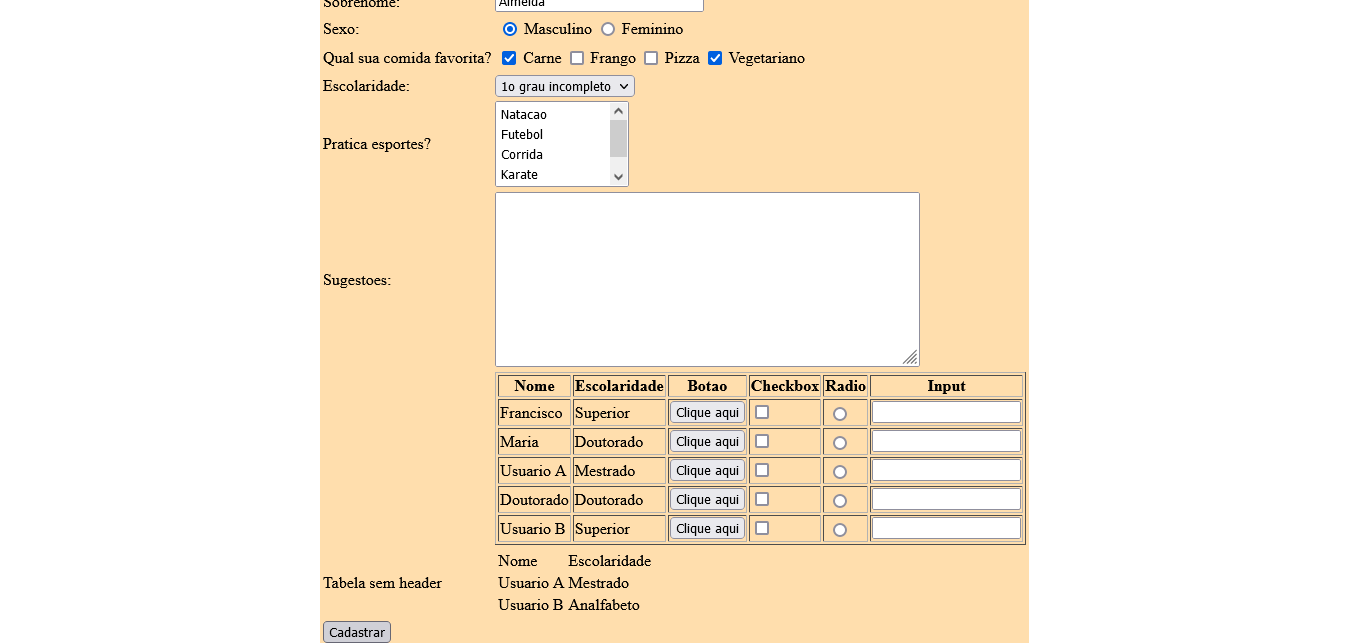 Sobrenome: Almeida
Sexo: Masculino Feminino
Qual sua comida favorita? Carne Frango Pizza Vegetariano
Escolaridade: 1o grau incompleto
Natacao
Futebol
Pratica esportes?
Corrida
Karate
Sugestoes:
Nome Escolaridade Botao Checkbox Radio Input
Francisco Superior Clique aqui
Maria Doutorado Clique aqui
Usuario A Mestrado Clique aqui
Doutorado Doutorado Clique aqui
Usuario B Superior Clique aqui
Nome Escolaridade
Tabela sem header Usuario A Mestrado
Usuario B Analfabeto
Cadastrar